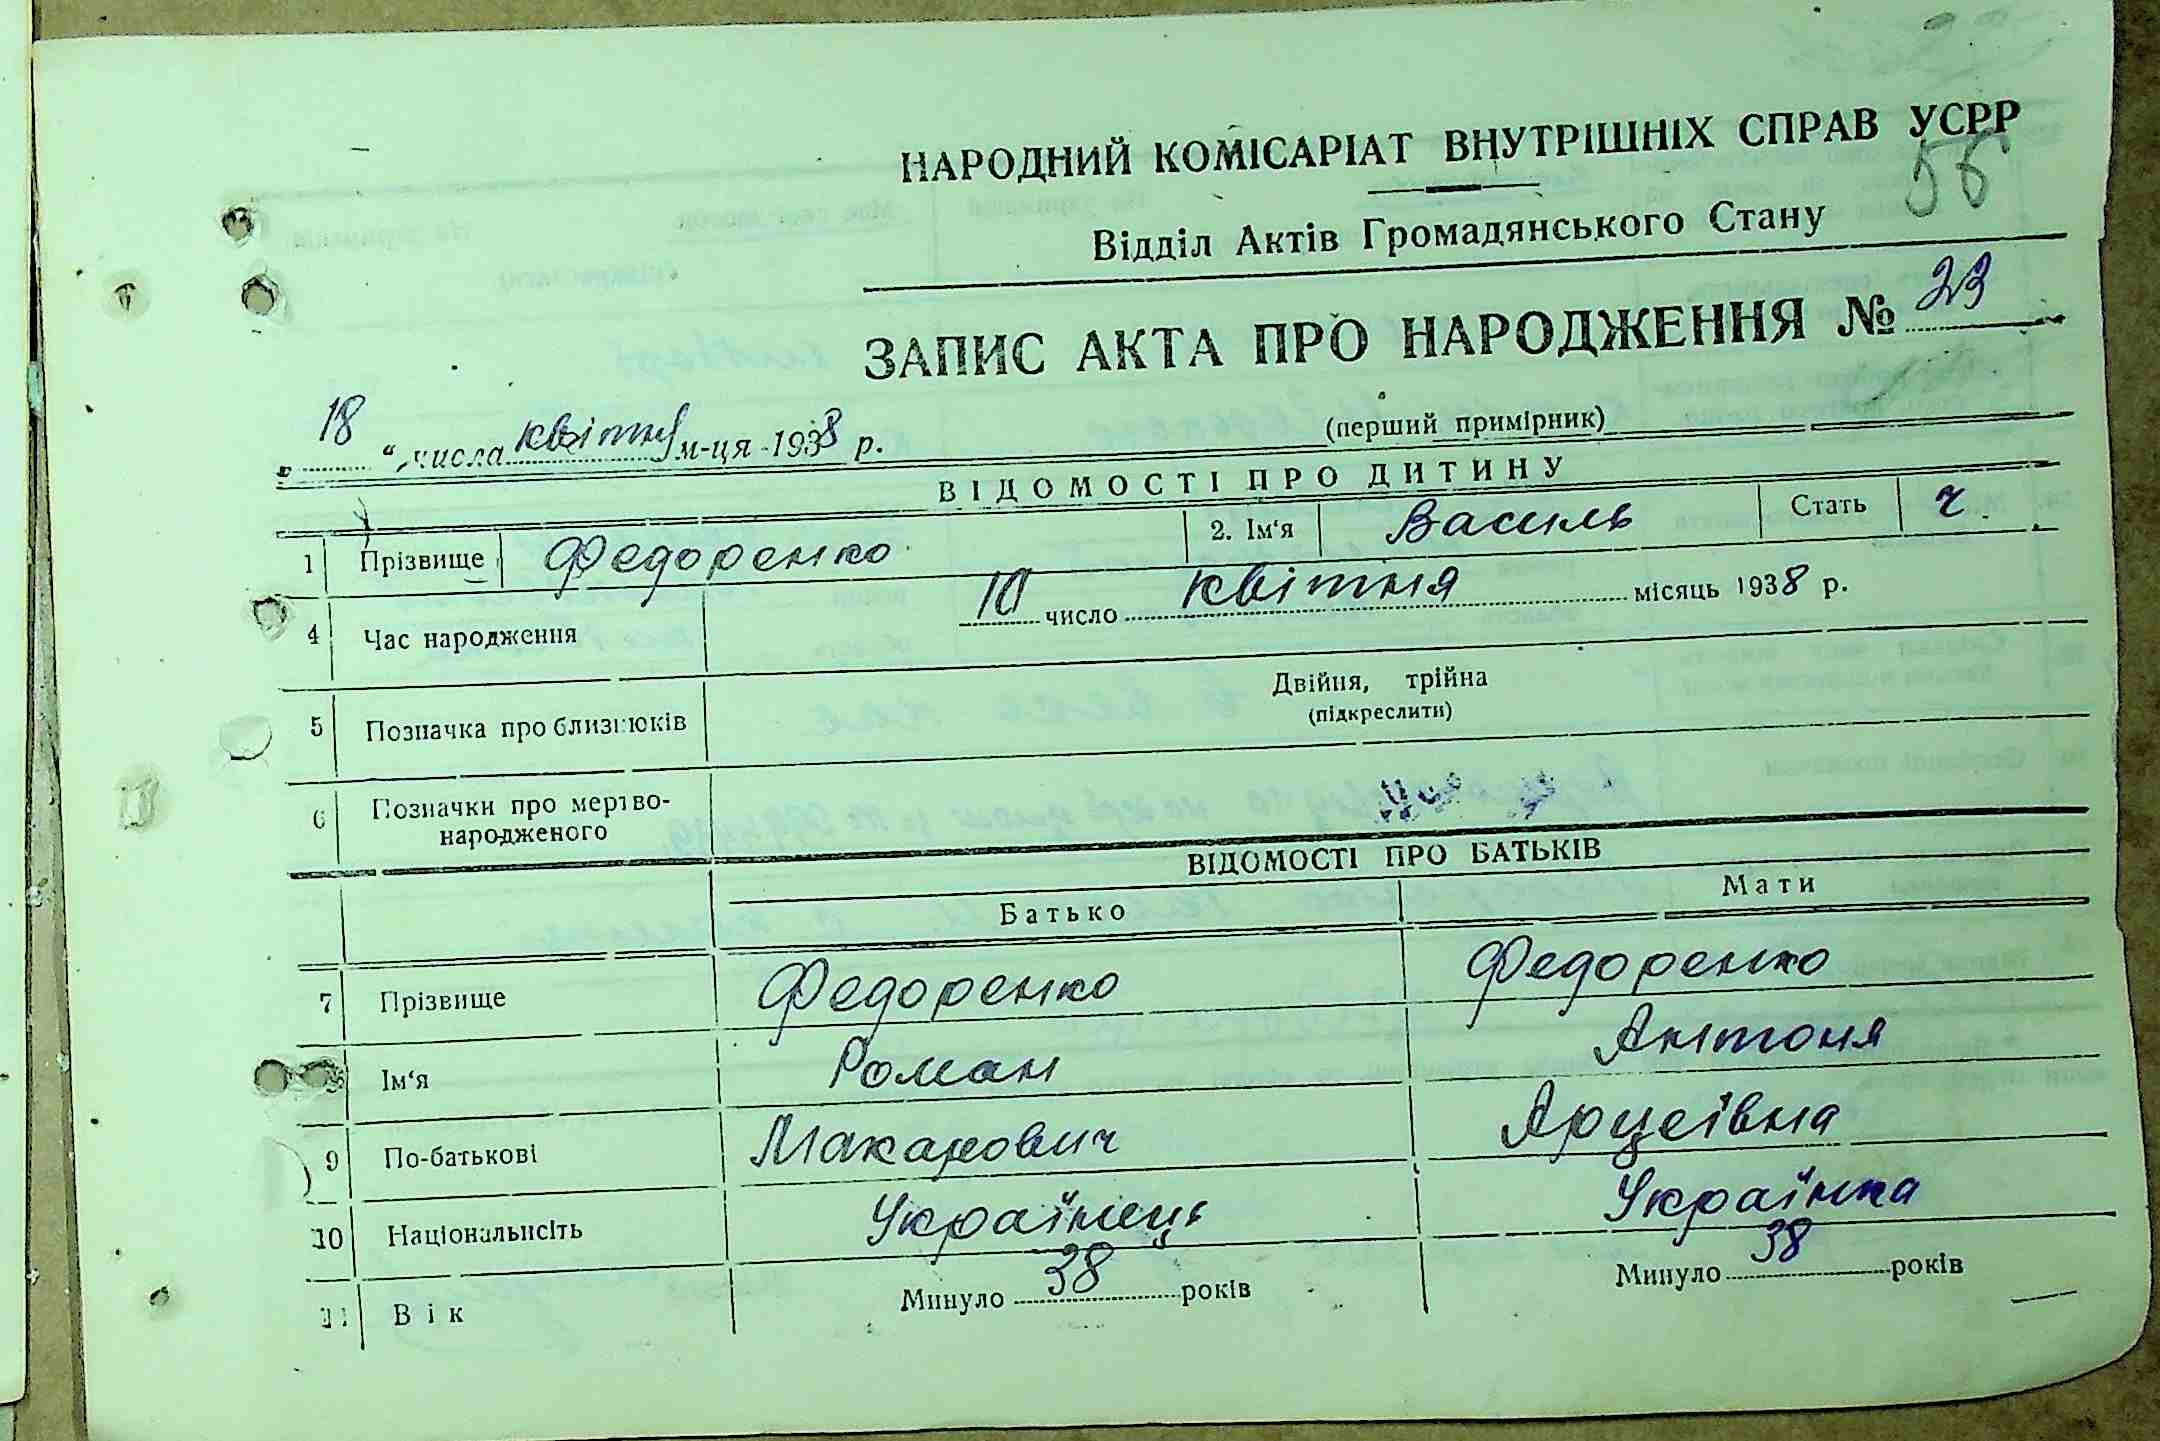 НАРОДНИЙ КОМІСАРІАТ ВНУТРІШНІХ СПРАВ УСРР
Відділ Актів Громадянського Стану
ЗАПИС АКТА ПРО НАРОДЖЕННЯ № 23
18 “ числа квітня м-ця 1938 р. (перший примірник)
ВІДОМОСТІ ПРО ДИТИНУ
1 Прізвище Федоренко 2. Ім‘я Василь Стать ч.
4 Час народження 10 число квітня місяць 1938 р.
5 Позначка про близнюків Двійня, трійна
(підкреслити)
6 Позначки про мертво-
народженого
ВІДОМОСТІ ПРО БАТЬКІВ
Батько Мати
7 Прізвище Федоренко Федоренко
Ім‘я Роман Антоня
9 По-батькові Макарович Арцеївна
10 Національність Українець Українка
11 Вік Минуло 38 років Минуло 38 років